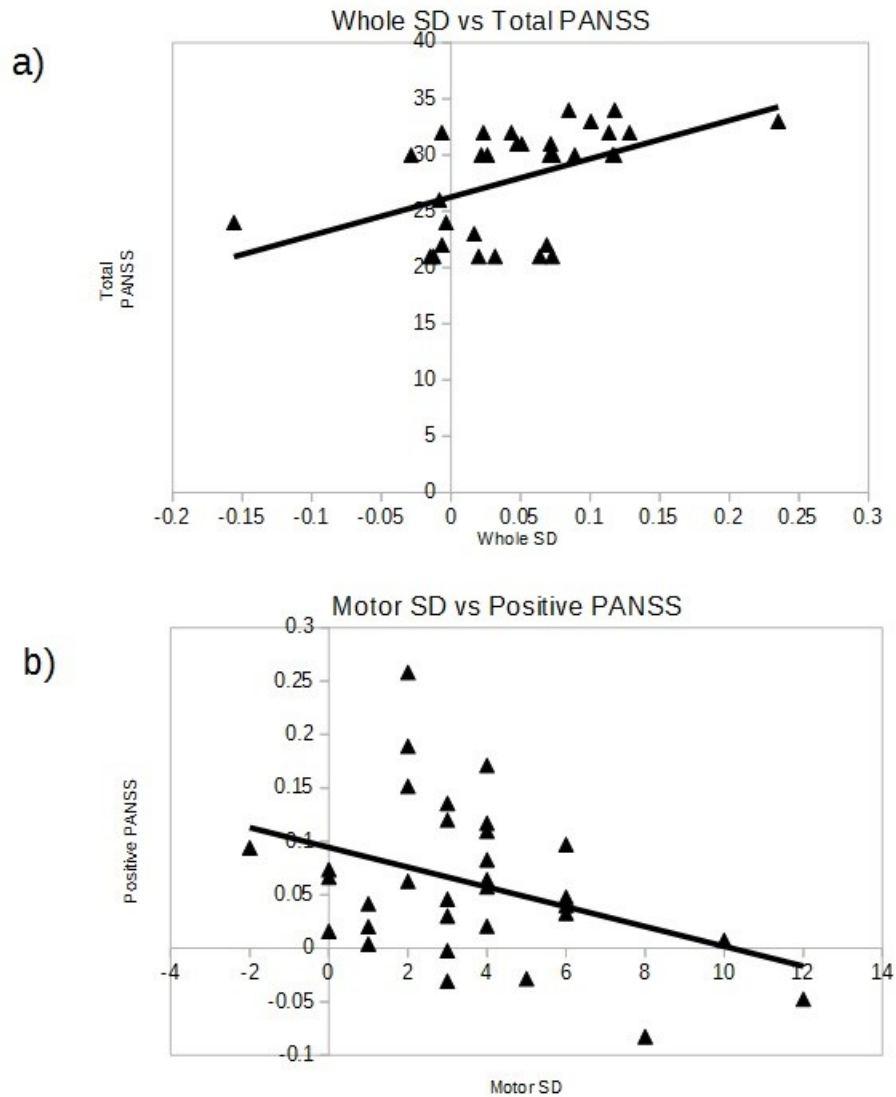 Whole SD vs Total PANSS
a)
40
35
30
25
20
15
10
5
0
Total
PANSS
-0.2 -0.15 -0.1 -0.05 0 0.05 0.1 0.15 0.2 0.25 0.3
Whole SD
Motor SD vs Positive PANSS
b)
0.3
0.25
0.2
0.15
0.1
0.05
0
-0.05
-0.1
Positive PANSS
-4 -2 0 2 4 6 8 10 12 14
Motor SD